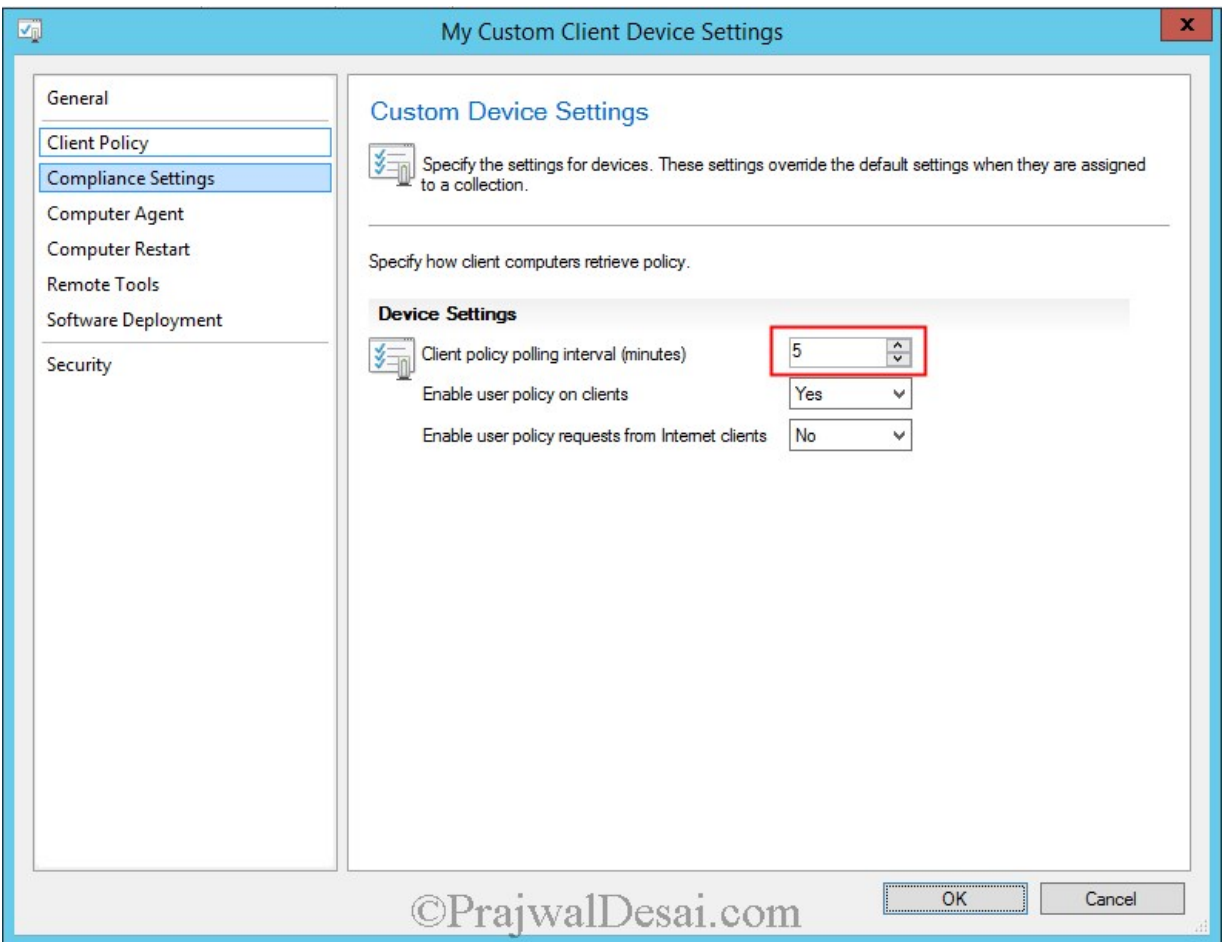 My Custom Client Device Settings
x
General
Client Policy
Compliance Settings
Computer Agent
Computer Restart
Remote Tools
Software Deployment
Security
Custom Device Settings
Specify the settings for devices. These settings override the default settings when they are assigned
to a collection.
Specify how client computers retrieve policy.
Device Settings
Client policy polling interval (minutes) 5
Enable user policy on clients Yes
Enable user policy requests from Internet clients No
OK Cancel
©PrajwalDesai.com